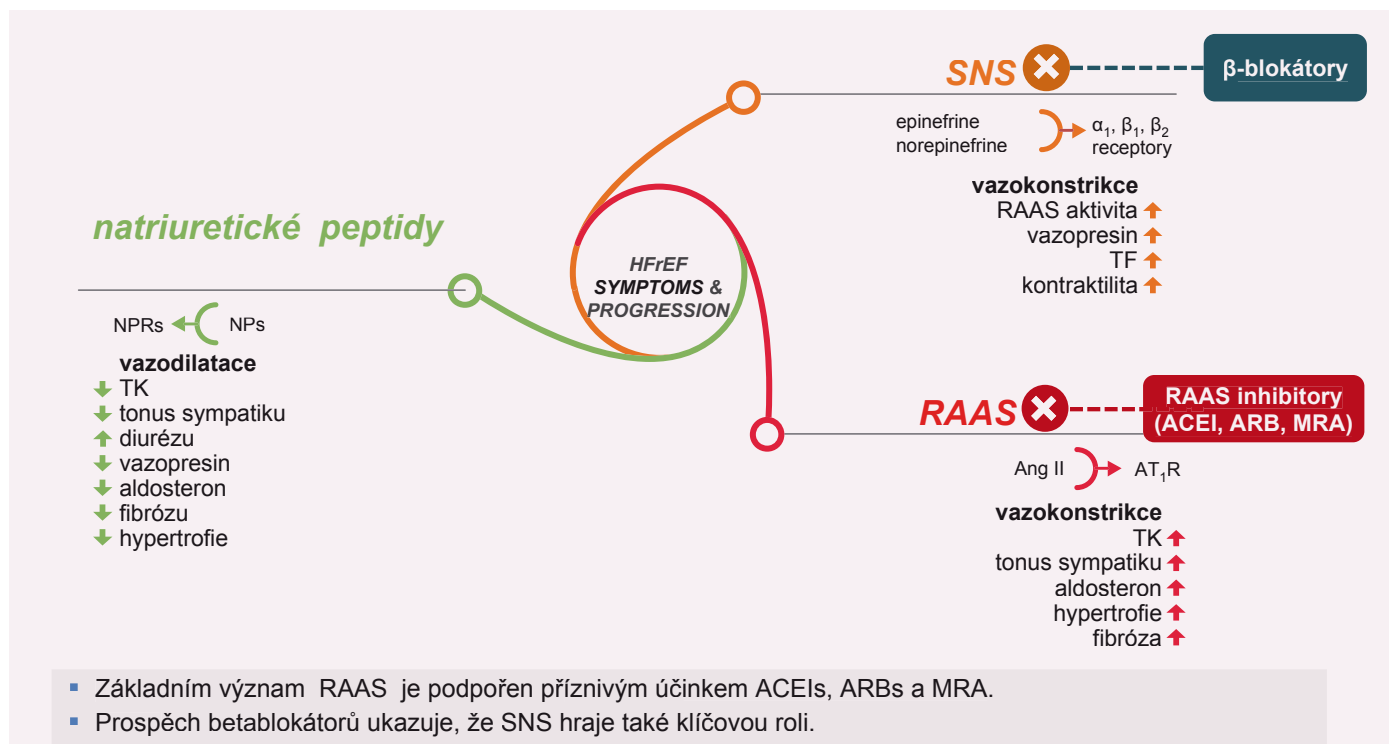 SNS
β-blokátory
epinefrine
norepinefrine
α1, β1, β2
receptory
vazokonstrikce
RAAS aktivita
vazopresin
TF
kontraktilita
natriuretické peptidy
NPRs
NPs
vazodilatace
TK
tonus sympatiku
diurézu
vazopresin
aldosteron
fibrózu
hypertrofie
HFrEF
SYMPTOMS &
PROGRESSION
RAAS
RAAS inhibitory
(ACEI, ARB, MRA)
Ang II
AT1R
vazokonstrikce
TK
tonus sympatiku
aldosteron
hypertrofie
fibróza
Základním význam RAAS je podpořen příznivým účinkem ACEIs, ARBs a MRA.
Prospěch betablokátorů ukazuje, že SNS hraje také klíčovou roli.